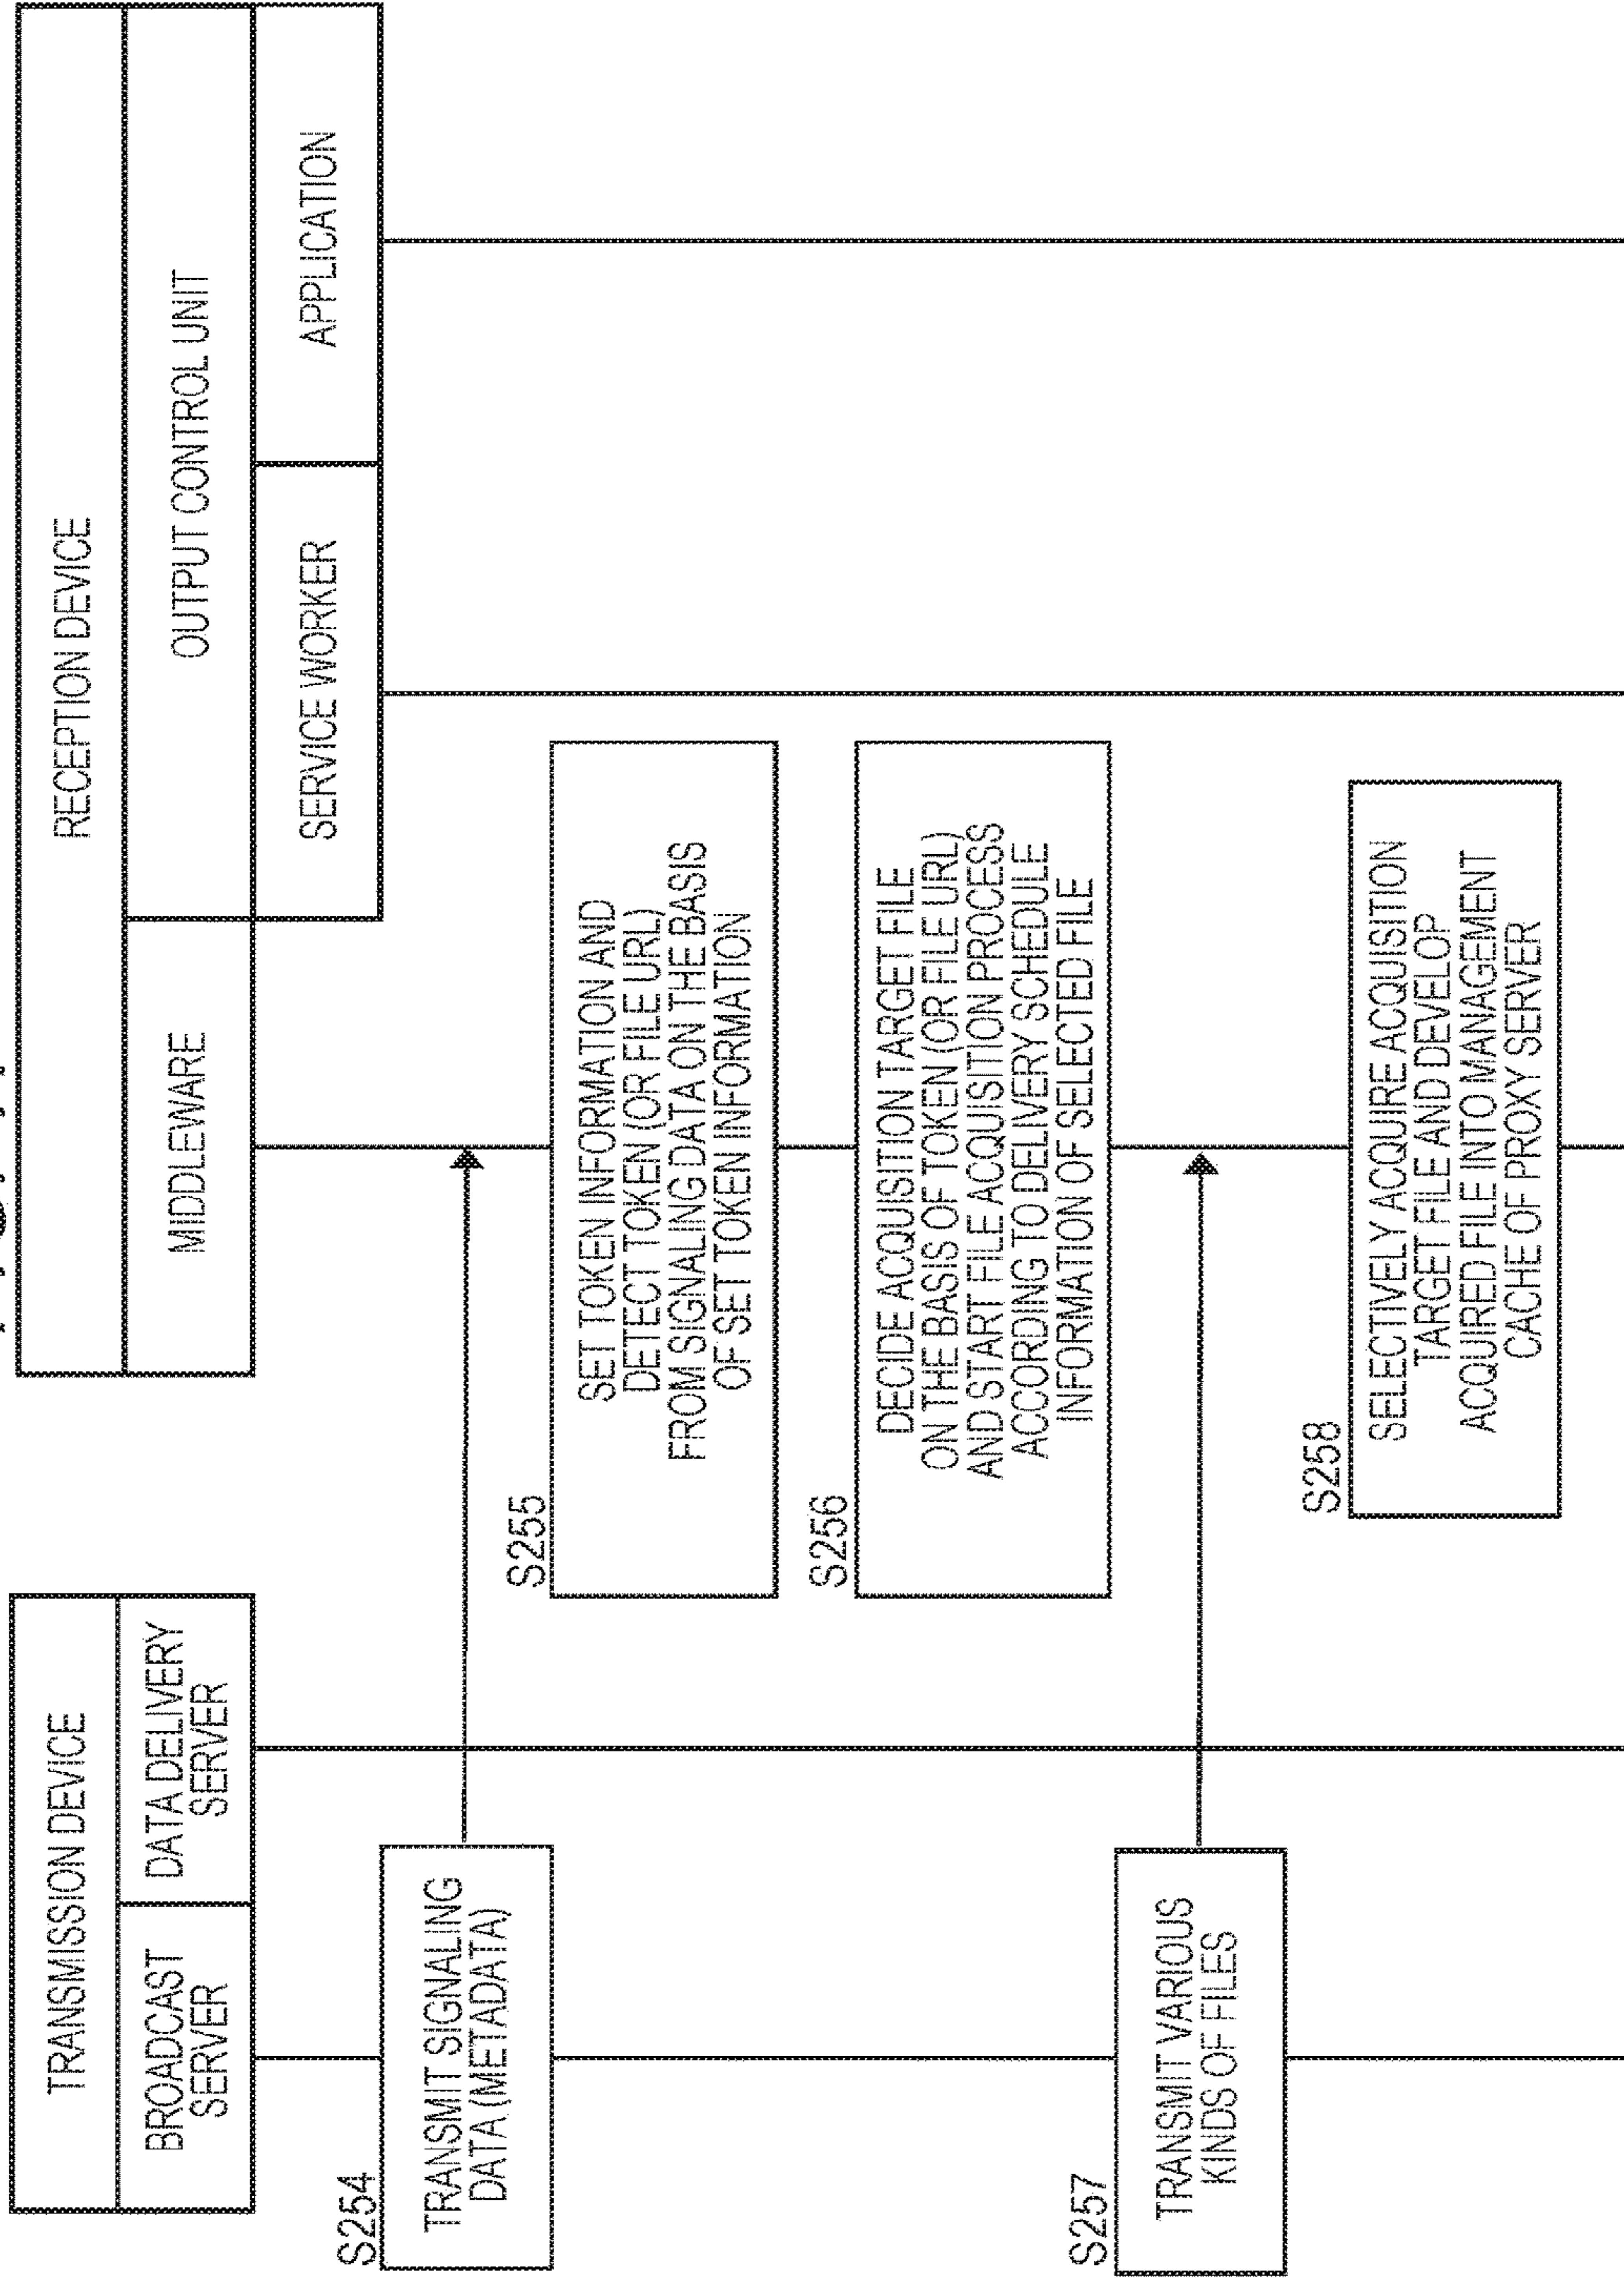 TRANSMISSION DEVICE
BROADCAST
SERVER
DATA DELIVERY
SERVER
RECEPTION DEVICE
MIDDLEWARE
OUTPUT CONTROL UNIT
SERVICE WORKER
APPLICATION
S254
TRANSMIT SIGNALING
DATA (METADATA)
S255
SET TOKEN INFORMATION AND
DETECT TOKEN (OR FILE URL)
FROM SIGNALING DATA ON THE BASIS
OF SET TOKEN INFORMATION
S256
DECIDE ACQUISITION TARGET FILE
ON THE BASIS OF TOKEN (OR FILE URL)
AND START FILE ACQUISITION PROCESS
ACCORDING TO DELIVERY SCHEDULE
INFORMATION OF SELECTED FILE
S257
TRANSMIT VARIOUS
KINDS OF FILES
S258
SELECTIVELY ACQUIRE ACQUISITION
TARGET FILE AND DEVELOP
ACQUIRED FILE INTO MANAGEMENT
CACHE OF PROXY SERVER